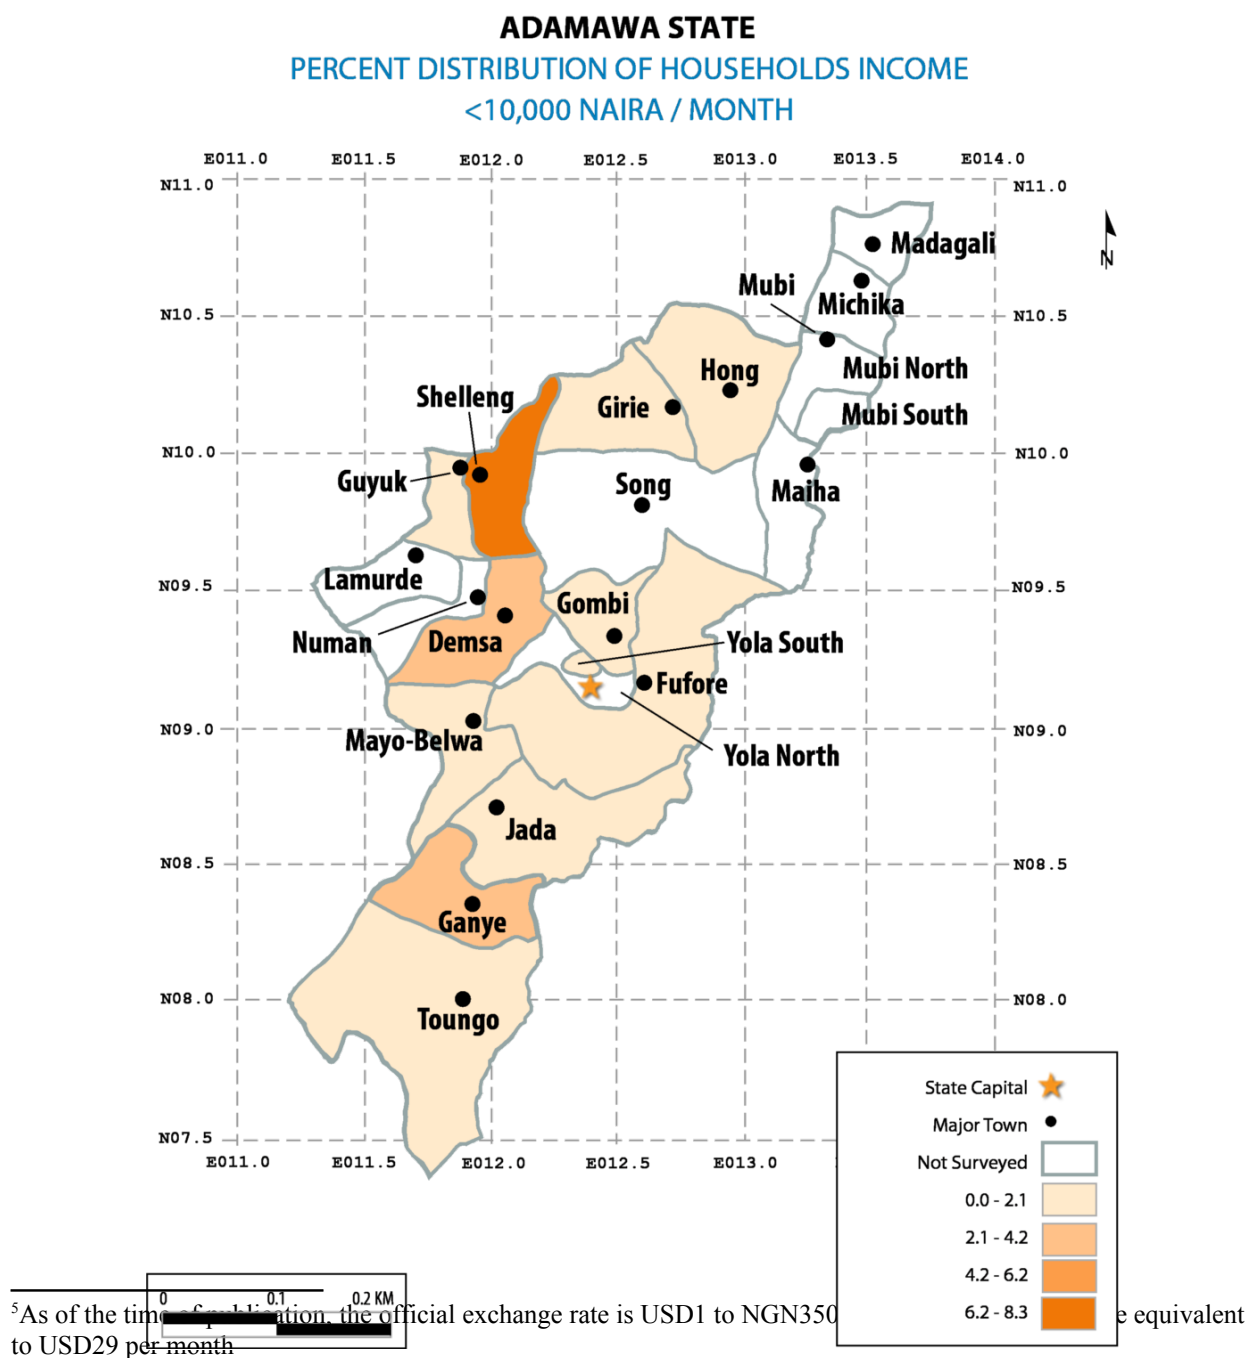 ADAMAWA STATE
PERCENT DISTRIBUTION OF HOUSEHOLDS INCOME
<10,000 NAIRA / MONTH
E011.0 E011.5 E012.0 E012.5 E013.0 E013.5 E014.0
N11.0 N11.0
Madagali
N
Mubi
Michika
N10.5 N10.5
Mubi North
Hong
Shelleng
Girie
Mubi South
N10.0 N10.0
Guyuk
Song
Maiha
Lamurde
N09.5 N09.5
Gombi
Numan
Demsa
Yola South
Fufore
N09.0 N09.0
Mayo-Belwa
Yola North
Jada
N08.5 N08.5
Ganye
N08.0 N08.0
Toungo
N07.5
E011.0 E011.5 E012.0 E012.5 E013.0
State Capital
Major Town
Not Surveyed
0.0 - 2.1
2.1 - 4.2
4.2 - 6.2
6.2 - 8.3
0 0.1 0.2 KM
5As of the time of publication, the official exchange rate is USD1 to NGN350 e equivalent
to USD29 per month